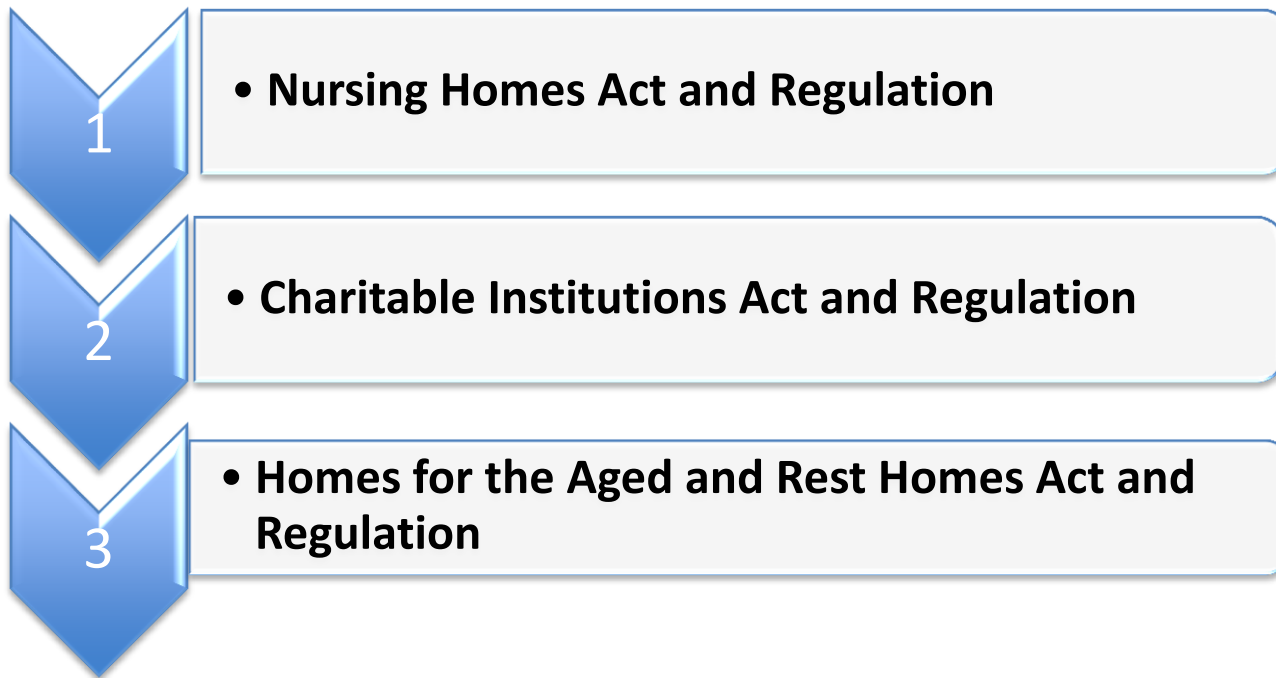 1
• Nursing Homes Act and Regulation
2
• Charitable Institutions Act and Regulation
3
• Homes for the Aged and Rest Homes Act and
Regulation